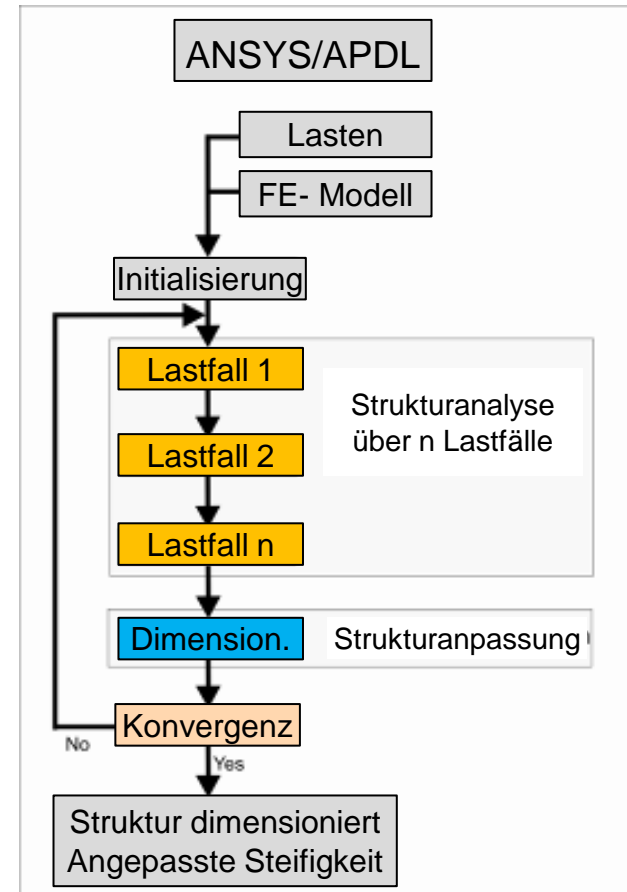 ANSYS/APDL
Lasten
FE- Modell
Initialisierung
Lastfall 1
Strukturanalyse
über n Lastfälle
Lastfall 2
Lastfall n
Dimension.
Strukturanpassung
Konvergenz
No
Yes
Struktur dimensioniert
Angepasste Steifigkeit